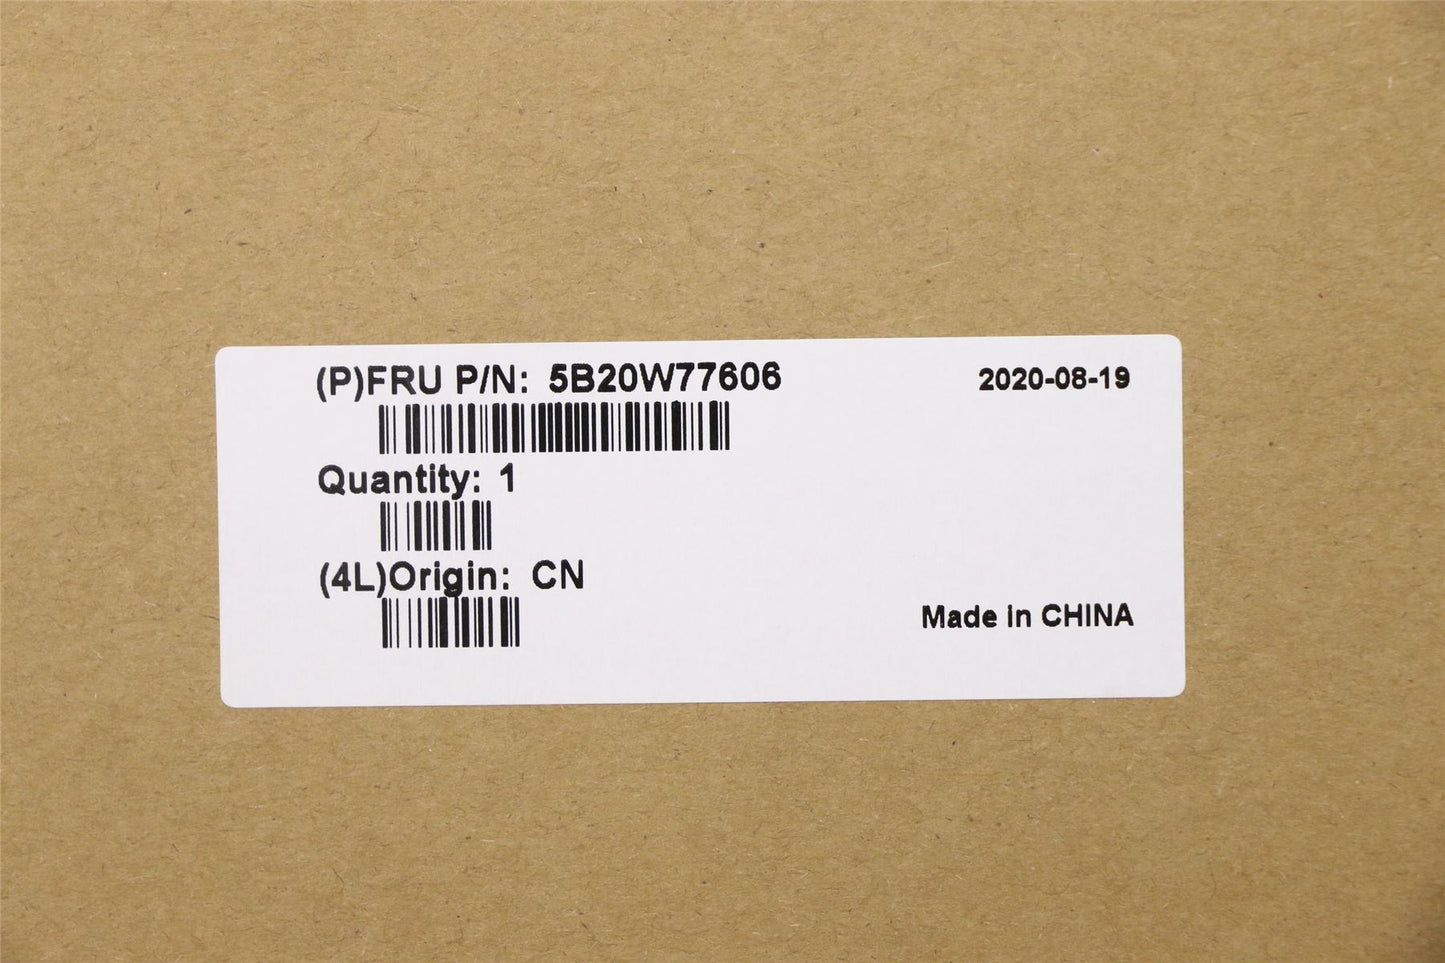 (P)FRU P/N: 5B20W77606
2020-08-19
Quantity: 1
(4L)Origin: CN
Made in CHINA